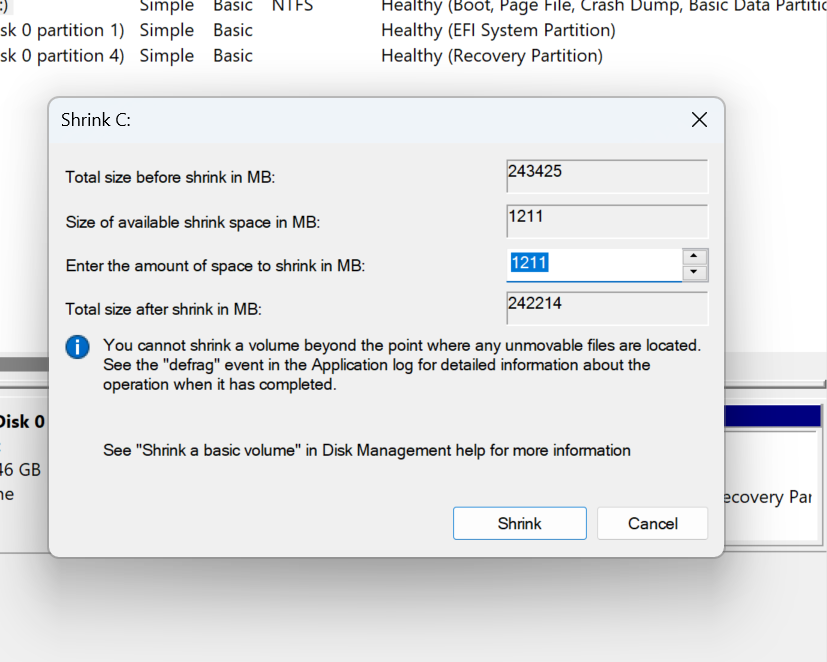 :) Simple Basic NTFS Healthy (Boot, Page File, Crash Dump, Basic Data Partitio
sk 0 partition 1) Simple Basic Healthy (EFI System Partition)
sk 0 partition 4) Simple Basic Healthy (Recovery Partition)
Shrink C:
Total size before shrink in MB: 243425
Size of available shrink space in MB: 1211
Enter the amount of space to shrink in MB: 1211
Total size after shrink in MB: 242214
You cannot shrink a volume beyond the point where any unmovable files are located.
See the "defrag" event in the Application log for detailed information about the
operation when it has completed.
See "Shrink a basic volume" in Disk Management help for more information
Shrink Cancel
Disk 0
46 GB
ne
ecovery Par